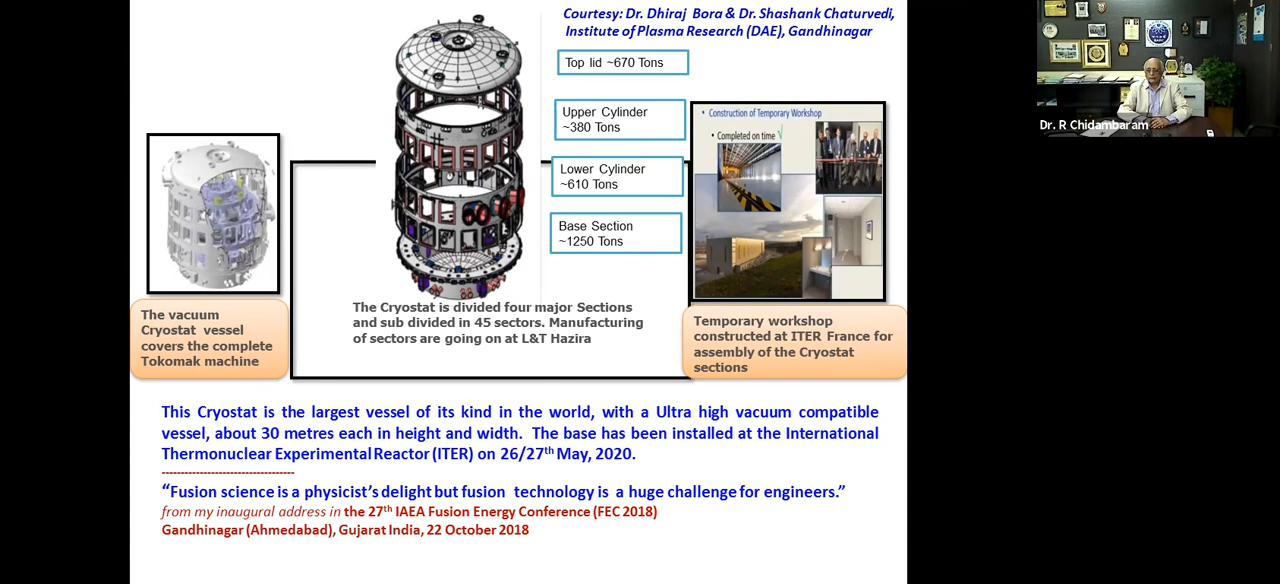 Courtesy: Dr. Dhiraj Bora & Dr. Shashank Chaturvedi,
Institute of Plasma Research (DAE), Gandhinagar
Top lid ~670 Tons
Upper Cylinder
~380 Tons
Lower Cylinder
~610 Tons
Base Section
~1250 Tons
• Construction of Temporary Workshop
• Completed on time √
The vacuum
Cryostat vessel
covers the complete
Tokomak machine
The Cryostat is divided four major Sections
and sub divided in 45 sectors. Manufacturing
of sectors are going on at L&T Hazira
Temporary workshop
constructed at ITER France for
assembly of the Cryostat
sections
This Cryostat is the largest vessel of its kind in the world, with a Ultra high vacuum compatible
vessel, about 30 metres each in height and width. The base has been installed at the International
Thermonuclear Experimental Reactor (ITER) on 26/27th May, 2020.
-----------------------------------
“Fusion science is a physicist’s delight but fusion technology is a huge challenge for engineers.”
from my inaugural address in the 27th IAEA Fusion Energy Conference (FEC 2018)
Gandhinagar (Ahmedabad), Gujarat India, 22 October 2018
Dr. R Chidambaram